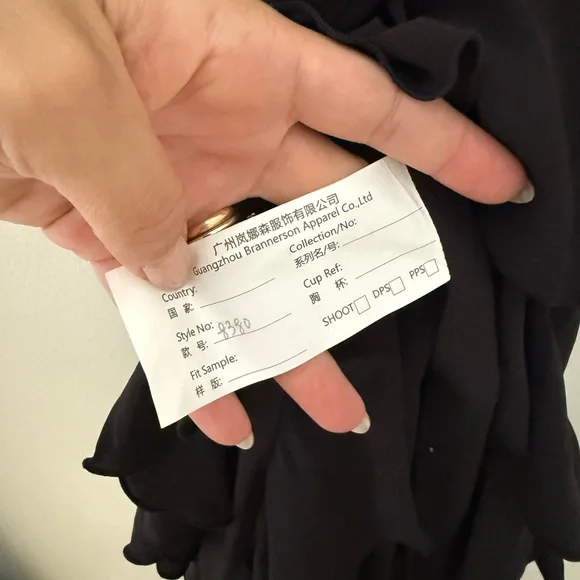 广州岚娜森服饰有限公司
Guangzhou Brannerson Apparel Co.,Ltd
Country:
国 家:
Collection/No:
系列名/号:
Style No: 8380
款 号:
Cup Ref:
胸 杯:
Fit Sample:
样 版:
SHOOT□ DPS□ PPS□